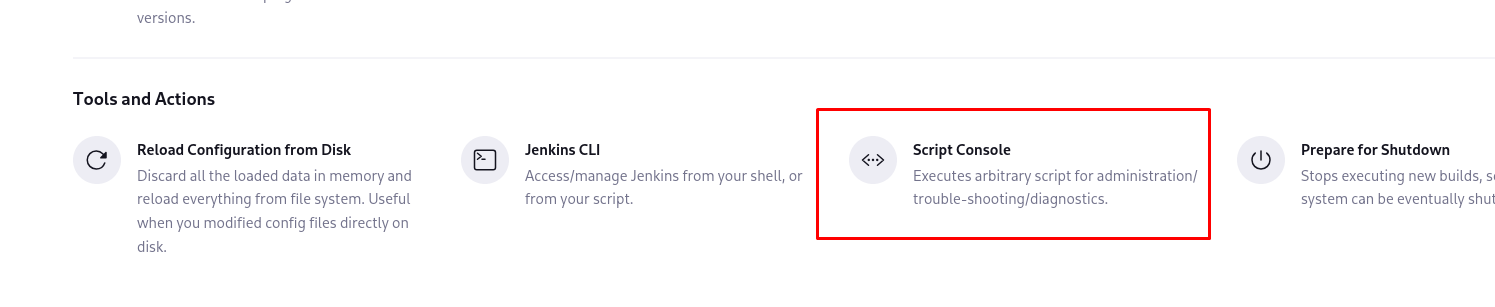 versions.
Tools and Actions
Reload Configuration from Disk
Discard all the loaded data in memory and
reload everything from file system. Useful
when you modified config files directly on
disk.
Jenkins CLI
Access/manage Jenkins from your shell, or
from your script.
Script Console
Executes arbitrary script for administration/
trouble-shooting/diagnostics.
Prepare for Shutdown
Stops executing new builds,
system can be eventually